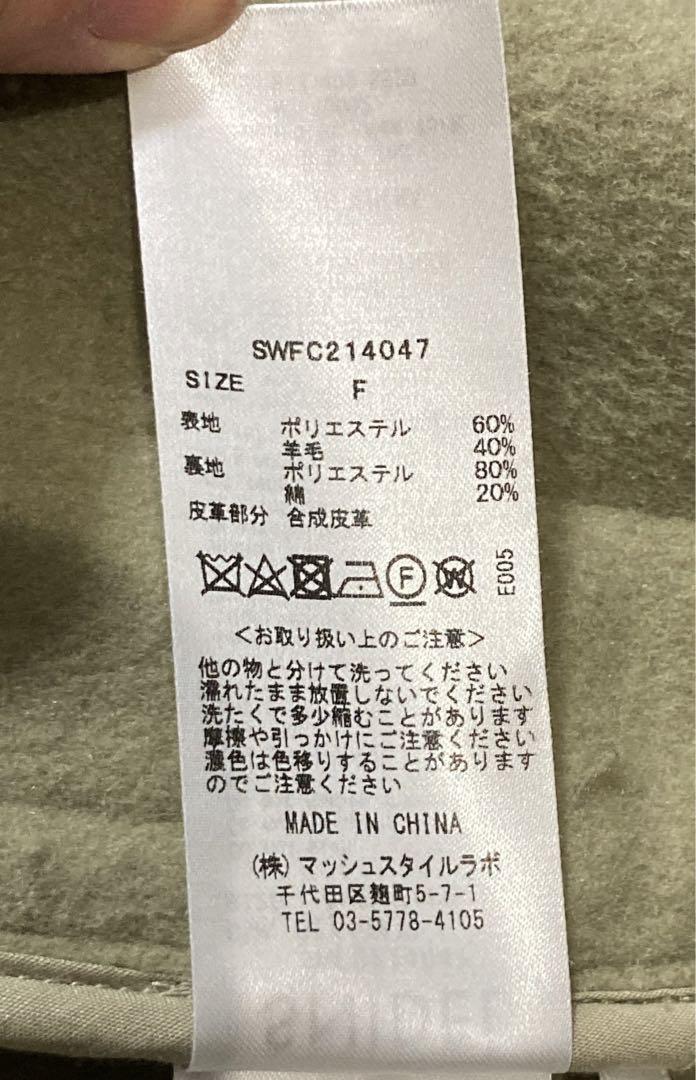 SWFC214047
SIZE F
表地 ポリエステル 60%
羊毛 40%
裏地 ポリエステル 80%
綿 20%
皮革部分 合成皮革
F W E005
<お取り扱い上のご注意>
他の物と分けて洗ってください
濡れたまま放置しないでください
洗たくで多少縮むことがあります
摩擦や引っかけにご注意ください
濃色は色移りすることがあります
のでご注意ください
MADE IN CHINA
(株)マッシュスタイルラボ
千代田区麹町5-7-1
TEL 03-5778-4105